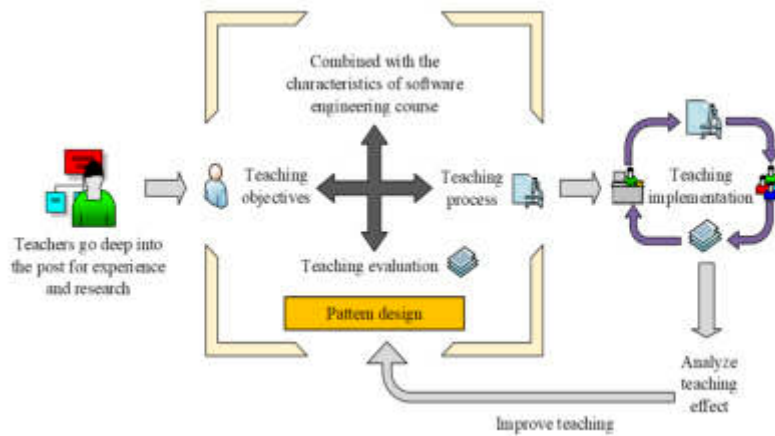 Combined with the
characteristics of software
engineering course
Teaching
objectives
Teaching
process
Teaching
implementation
Teachers go deep into
the post for experience
and research
Teaching evaluation
Pattern design
Analyze
teaching
effect
Improve teaching